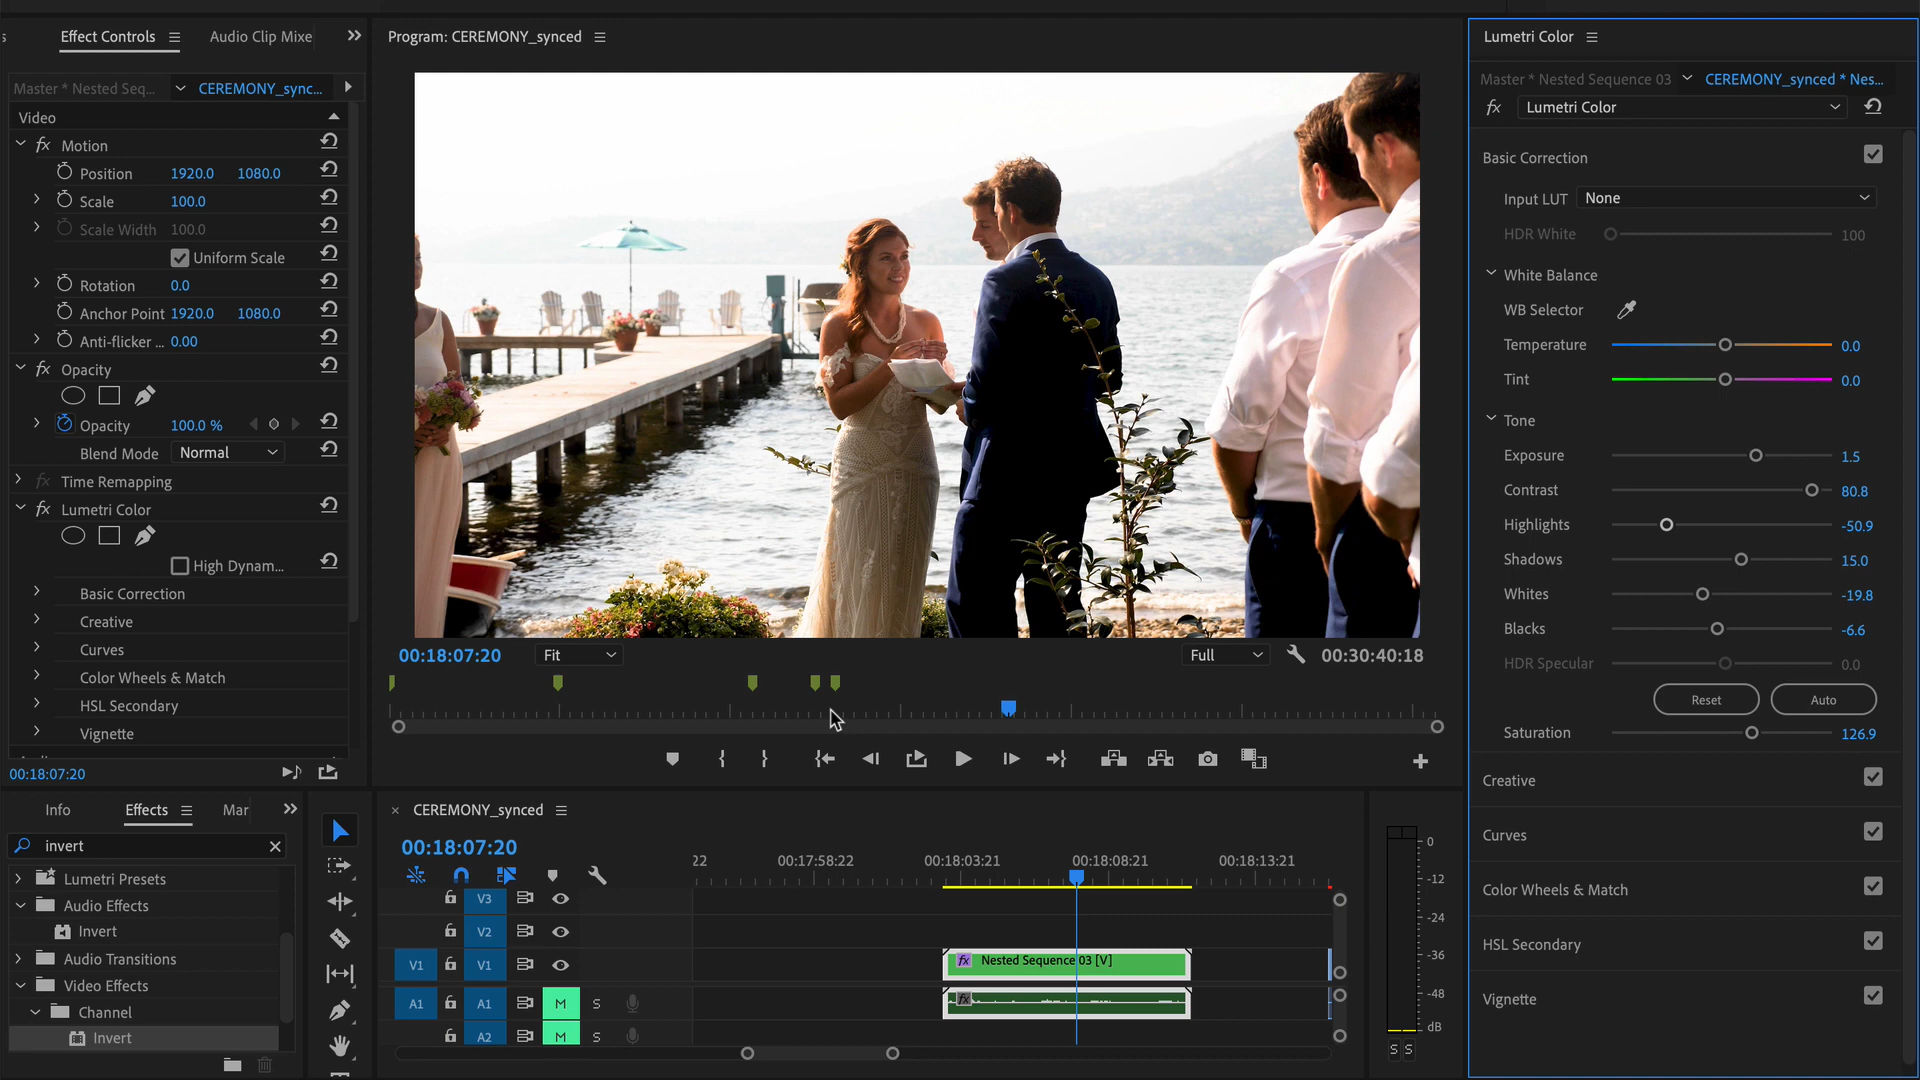 Effect Controls
Audio Clip Mixe
Program: CEREMONY_synced
Lumetri Color
Master * Nested Seq...
CEREMONY_sync...
Video
fx Motion
Position 1920.0 1080.0
Scale 100.0
Scale Width 100.0
Uniform Scale
Rotation 0.0
Anchor Point 1920.0 1080.0
Anti-flicker ... 0.00
fx Opacity
Opacity 100.0 %
Blend Mode Normal
fx Time Remapping
fx Lumetri Color
High Dynam...
Basic Correction
Creative
Curves
Color Wheels & Match
HSL Secondary
Vignette
00:18:07:20
00:18:07:20 Fit Full 00:30:40:18
Master * Nested Sequence 03
CEREMONY_synced * Nes...
fx Lumetri Color
Basic Correction
Input LUT None
HDR White 100
White Balance
WB Selector
Temperature 0.0
Tint 0.0
Tone
Exposure 1.5
Contrast 80.8
Highlights -50.9
Shadows 15.0
Whites -19.8
Blacks -6.6
HDR Specular 0.0
Reset Auto
Saturation 126.9
Creative
Curves
Color Wheels & Match
HSL Secondary
Vignette
Info Effects Mar
invert
Lumetri Presets
Audio Effects
Invert
Audio Transitions
Video Effects
Channel
Invert
CEREMONY_synced
00:18:07:20
22 00:17:58:22 00:18:03:21 00:18:08:21 00:18:13:21
V3
V2
V1 V1
fx Nested Sequence 03 [V]
A1 A1 M S
fx
A2 M S
0
-12
-24
-36
-48
dB
S S